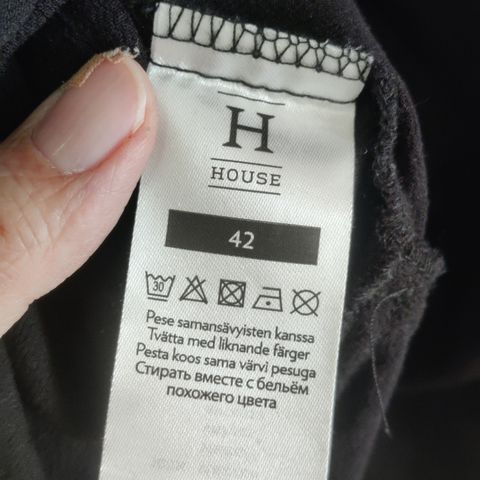 H
HOUSE
42
30
Pese samansävyisten kanssa
Tvätta med liknande färger
Pesta koos sama värvi pesuga
Стирать вместе с бельём
похожего цвета